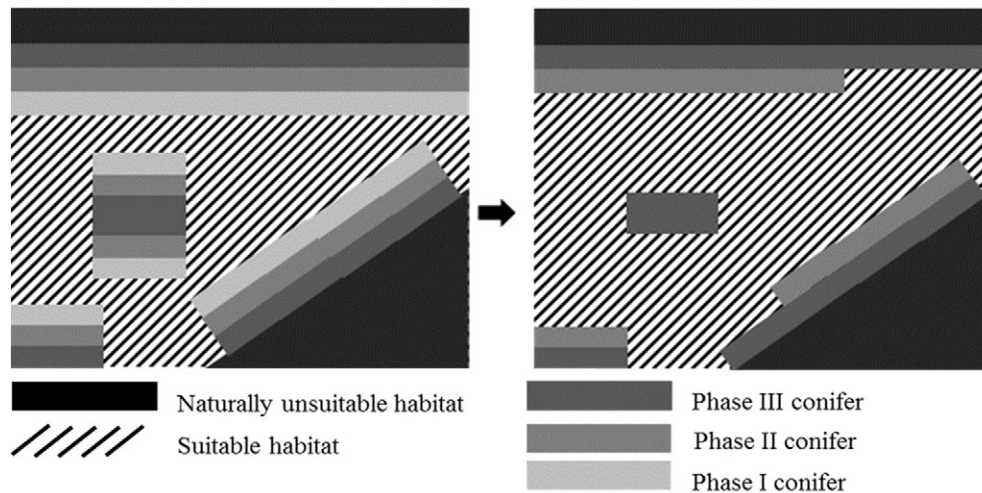 Naturally unsuitable habitat
Suitable habitat
Phase III conifer
Phase II conifer
Phase I conifer